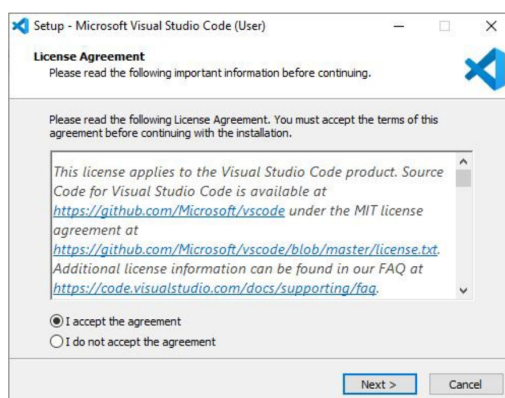 Setup - Microsoft Visual Studio Code (User)
License Agreement
Please read the following important information before continuing.
Please read the following License Agreement. You must accept the terms of this
agreement before continuing with the installation.
This license applies to the Visual Studio Code product. Source
Code for Visual Studio Code is available at
https://github.com/Microsoft/vscode under the MIT license
agreement at
https://github.com/Microsoft/vscode/blob/master/license.txt.
Additional license information can be found in our FAQ at
https://code.visualstudio.com/docs/supporting/faq.
I accept the agreement
I do not accept the agreement
Next >
Cancel